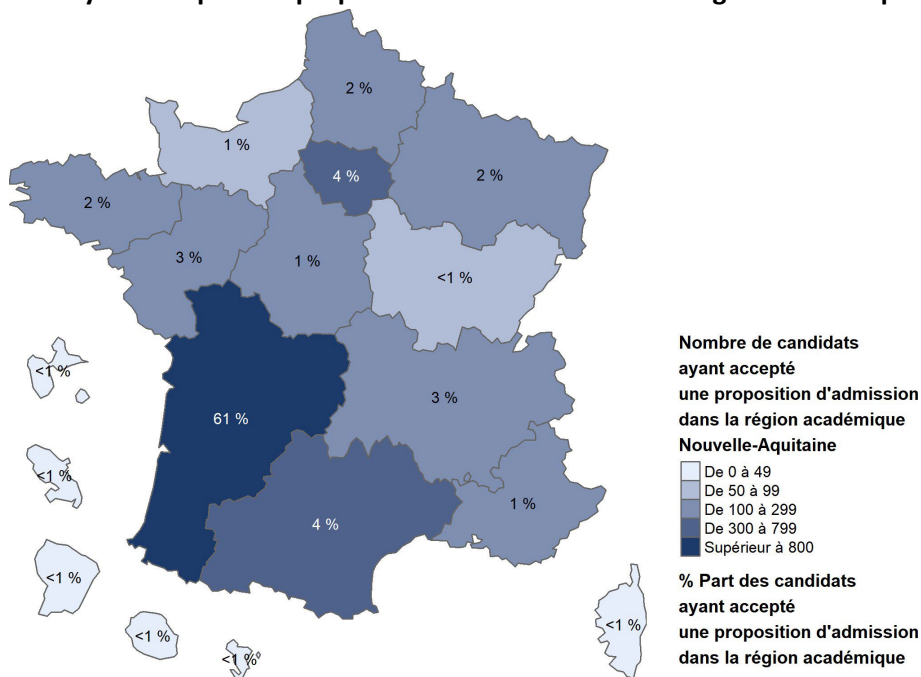 2 %
1 %
4 %
2 %
2 %
3 %
1 %
<1 %
<1 %
3 %
61 %
<1 %
1 %
4 %
<1 %
<1 %
<1 %
<1 %
Nombre de candidats
ayant accepté
une proposition d'admission
dans la région académique
Nouvelle-Aquitaine
De 0 à 49
De 50 à 99
De 100 à 299
De 300 à 799
Supérieur à 800
% Part des candidats
ayant accepté
une proposition d'admission
dans la région académique